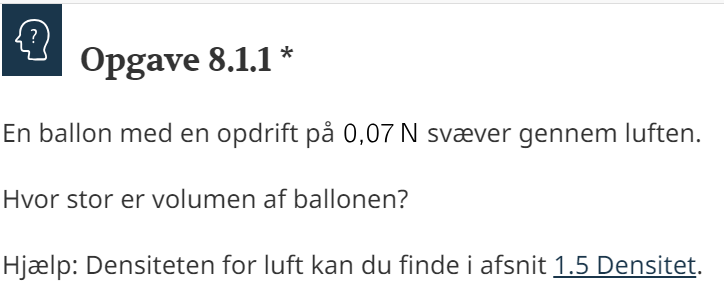 ?
Opgave 8.1.1 *
En ballon med en opdrift på 0,07 N svæver gennem luften.
Hvor stor er volumen af ballonen?
Hjælp: Densiteten for luft kan du finde i afsnit 1.5 Densitet.